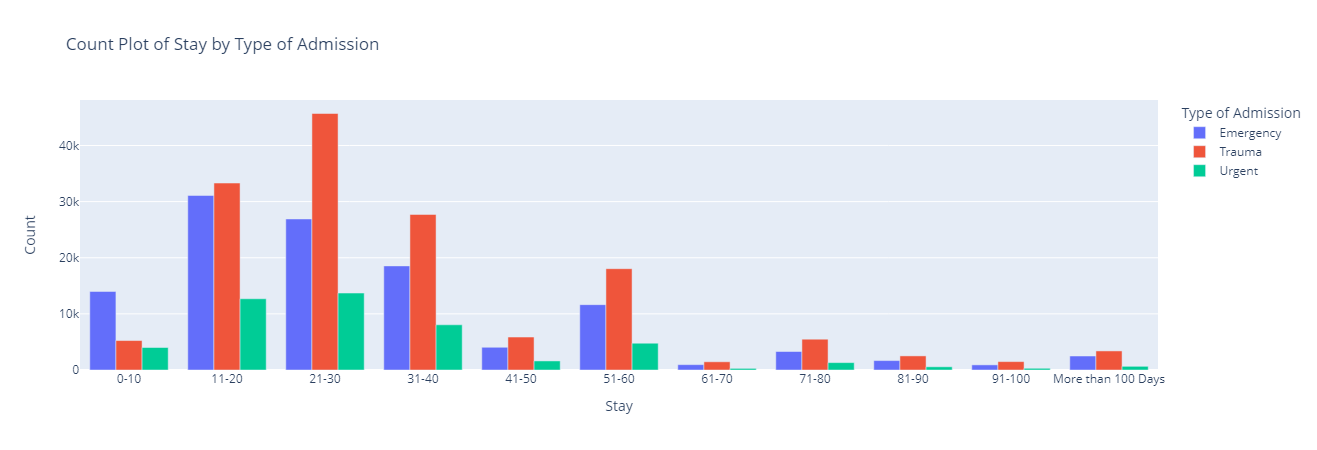 Count Plot of Stay by Type of Admission
Type of Admission
Emergency
Trauma
Urgent
Count
40k
30k
20k
10k
0
0-10 11-20 21-30 31-40 41-50 51-60 61-70 71-80 81-90 91-100 More than 100 Days
Stay